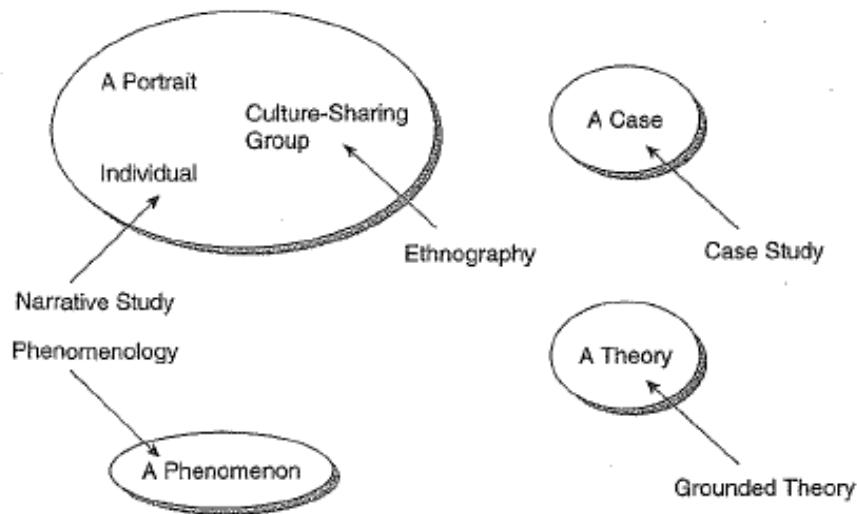 A Portrait
Culture-Sharing
Group
Individual
A Case
Ethnography
Case Study
Narrative Study
Phenomenology
A Theory
A Phenomenon
Grounded Theory